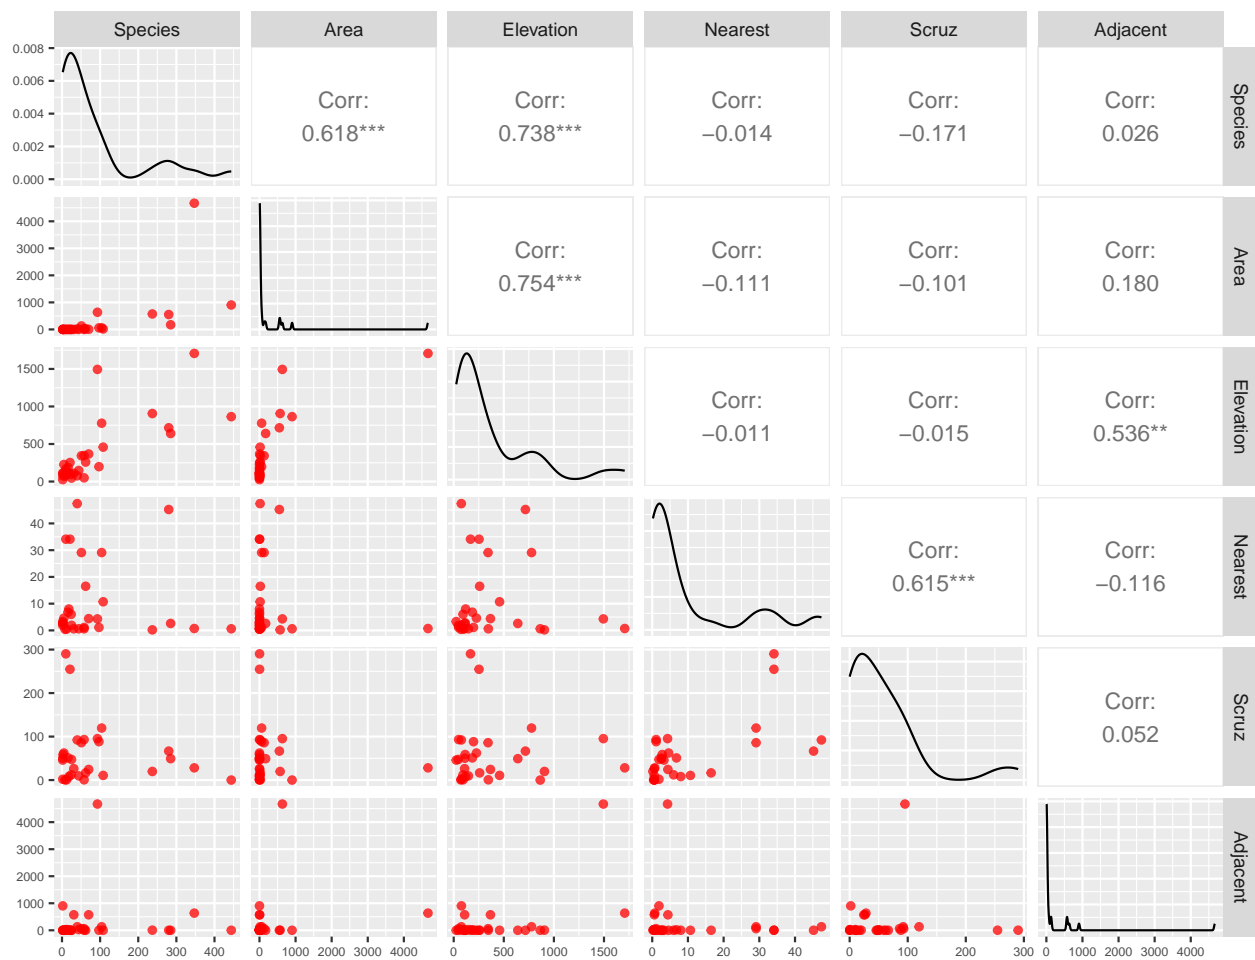 Species Area Elevation Nearest Scruz Adjacent
0.008
0.006
0.004
0.002
0.000
Corr:
0.618***
Corr:
0.738***
Corr:
−0.014
Corr:
−0.171
Corr:
0.026
Species
4000
3000
2000
1000
0
Corr:
0.754***
Corr:
−0.111
Corr:
−0.101
Corr:
0.180
Area
1500
1000
500
0
Corr:
−0.011
Corr:
−0.015
Corr:
0.536**
Elevation
40
30
20
10
0
Corr:
0.615***
Corr:
−0.116
Nearest
300
200
100
0
Corr:
0.052
Scruz
4000
3000
2000
1000
0
Adjacent
0 100 200 300 400 0 1000 2000 3000 4000 0 500 1000 1500 0 10 20 30 40 0 100 200 300 0 1000 2000 3000 4000